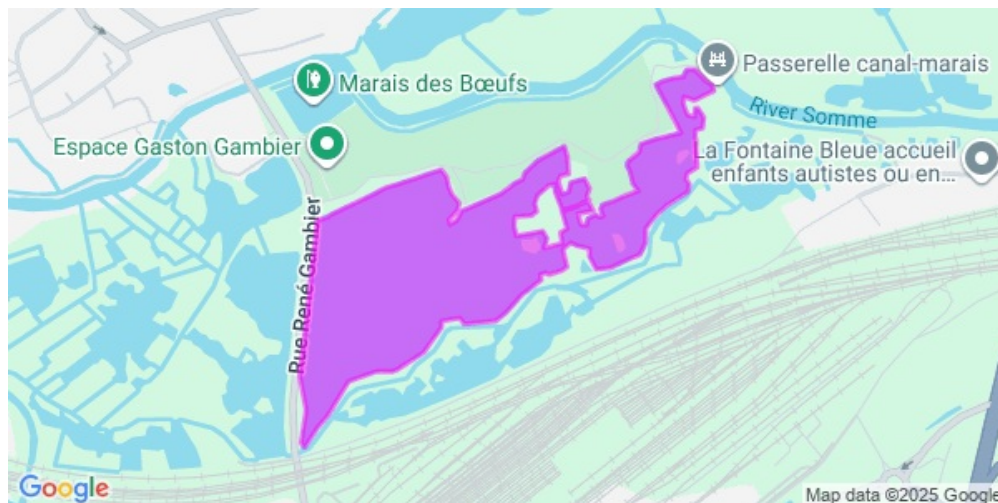 Passerelle canal-marais
Marais des Bœufs
River Somme
Espace Gaston Gambier
La Fontaine Bleue accueil
enfants autistes ou en...
Rue René Gambier
Google
Map data ©2025 Google